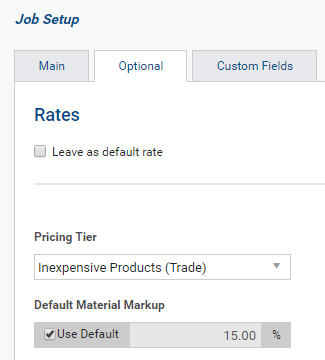 Job Setup
Main Optional Custom Fields
Rates
Leave as default rate
Pricing Tier
Inexpensive Products (Trade)
Default Material Markup
Use Default 15.00 %